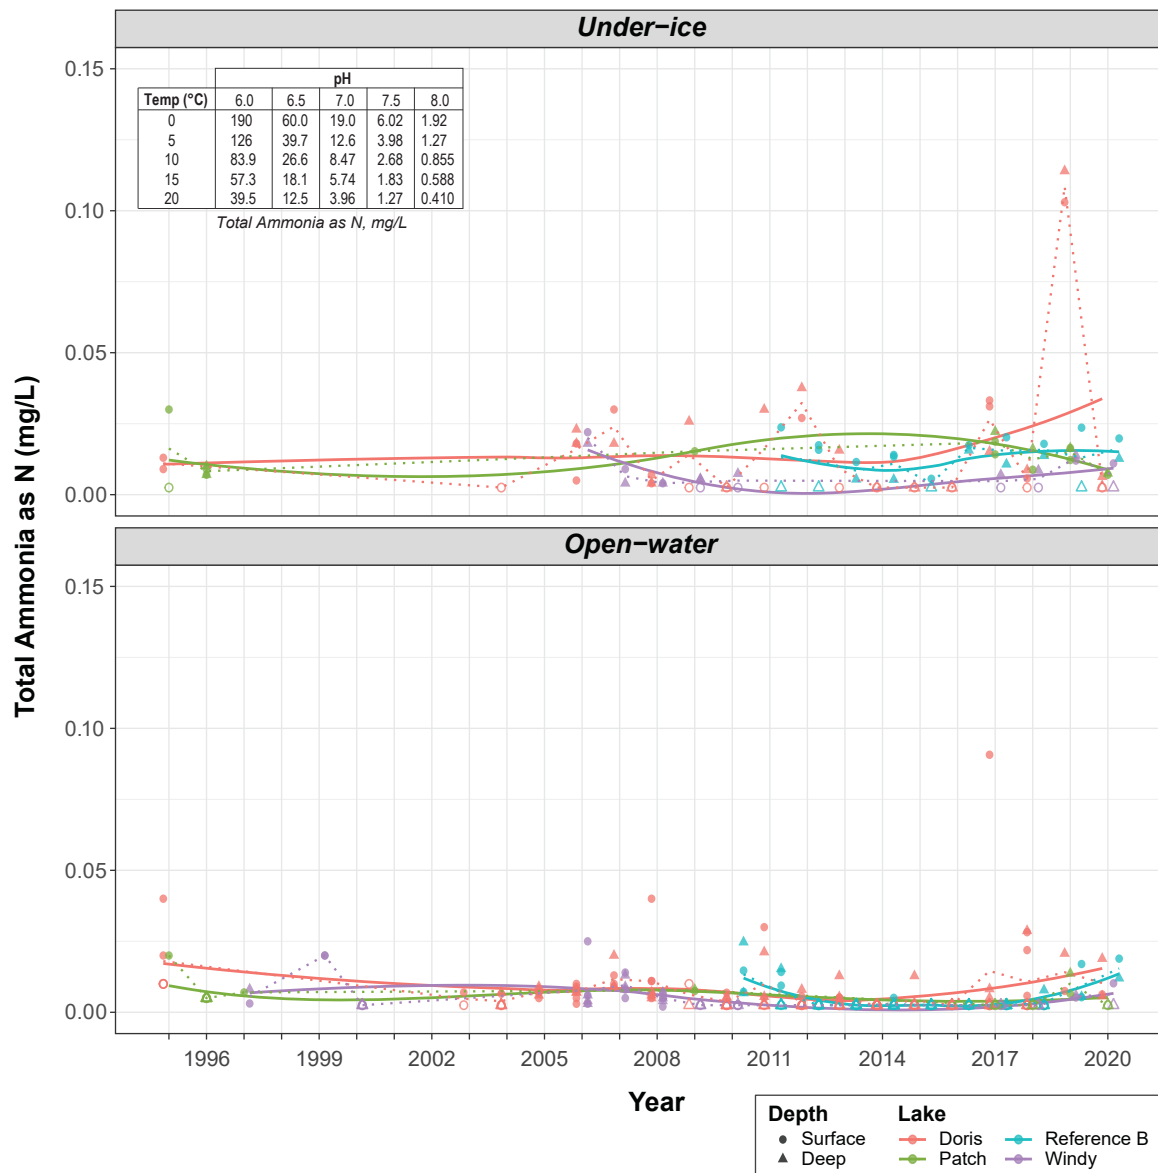 Under−ice
0.15
0.10
0.05
0.00
pH
Temp (°C) 6.0 6.5 7.0 7.5 8.0
0 190 60.0 19.0 6.02 1.92
5 126 39.7 12.6 3.98 1.27
10 83.9 26.6 8.47 2.68 0.855
15 57.3 18.1 5.74 1.83 0.588
20 39.5 12.5 3.96 1.27 0.410
Total Ammonia as N, mg/L
Total Ammonia as N (mg/L)
Open−water
0.15
0.10
0.05
0.00
1996 1999 2002 2005 2008 2011 2014 2017 2020
Year
Depth Lake
Surface Doris Reference B
Deep Patch Windy